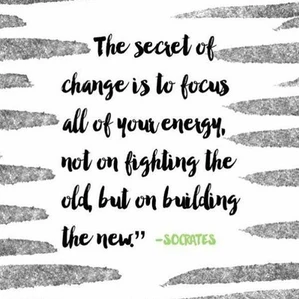 The secret of
change is to focus
all of your energy,
not on fighting the
old, but on building
the new.” -SOCRATES